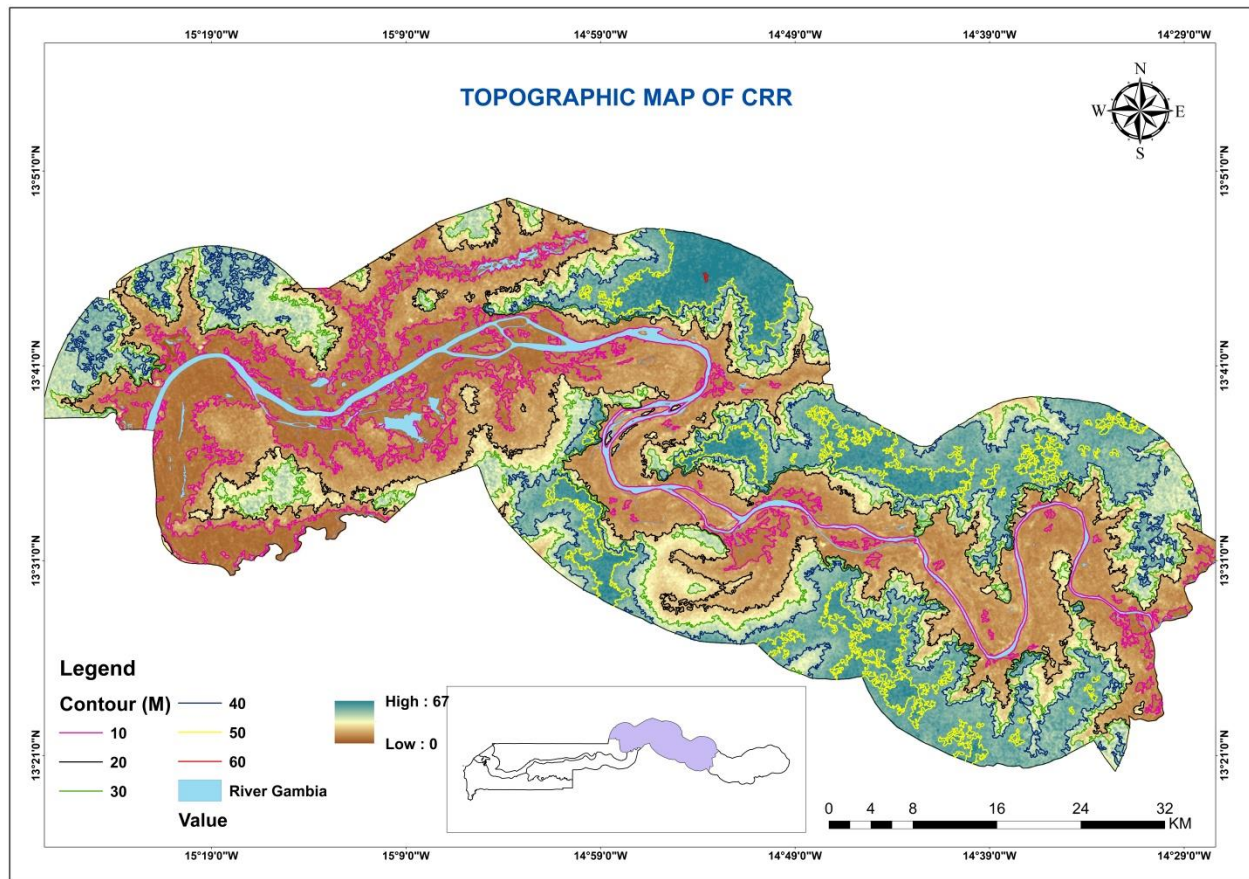 15°19'0"W 15°9'0"W 14°59'0"W 14°49'0"W 14°39'0"W 14°29'0"W
TOPOGRAPHIC MAP OF CRR
N
W E
S
13°51'0"N 13°51'0"N
13°41'0"N 13°41'0"N
13°31'0"N 13°31'0"N
13°21'0"N 13°21'0"N
Legend
Contour (M)
10
20
30
40
50
60
River Gambia
Value
High : 67
Low : 0
0 2 4 8 16 24 32
KM
15°19'0"W 15°9'0"W 14°59'0"W 14°49'0"W 14°39'0"W 14°29'0"W